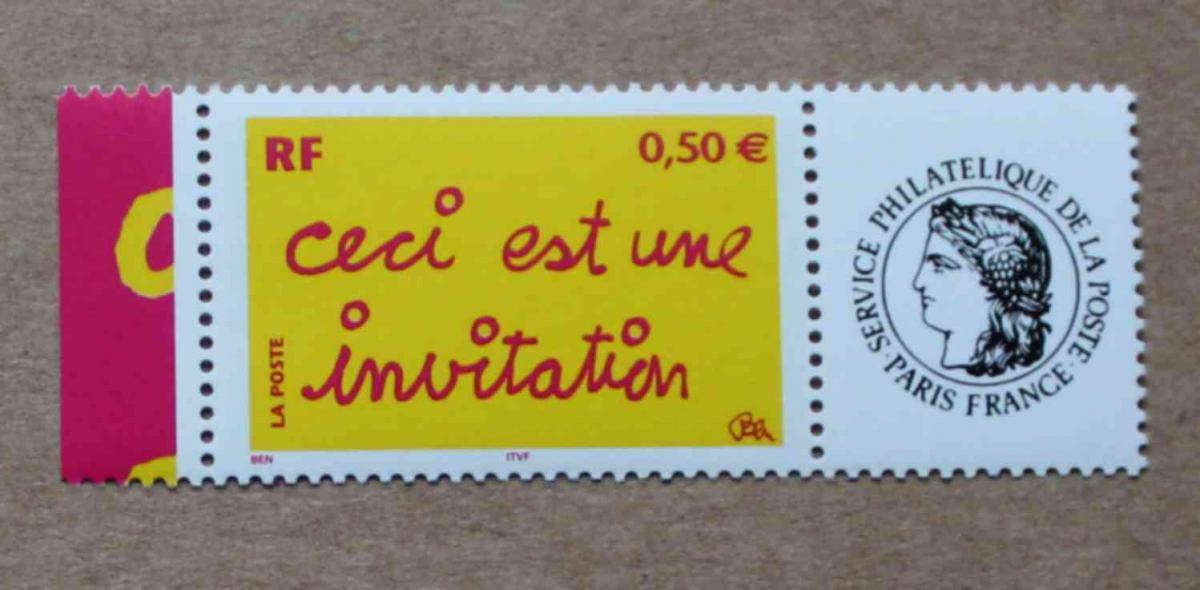 RF
0,50 €
ceci est une
invitation
LA POSTE
BEN
ITVF
SERVICE PHILATELIQUE DE LA POSTE
· PARIS FRANCE ·